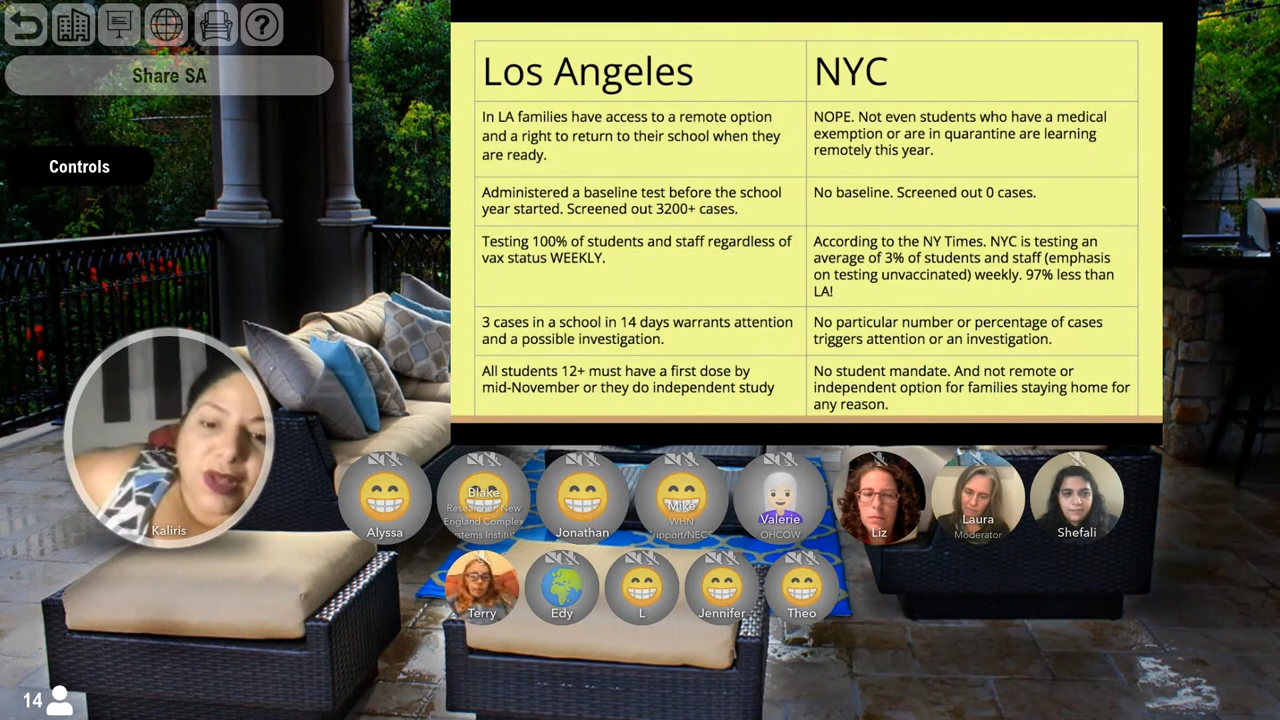 ?
Share SA
Controls
Los Angeles
NYC
In LA families have access to a remote option
and a right to return to their school when they
are ready.
NOPE. Not even students who have a medical
exemption or are in quarantine are learning
remotely this year.
Administered a baseline test before the school
year started. Screened out 3200+ cases.
No baseline. Screened out 0 cases.
Testing 100% of students and staff regardless of
vax status WEEKLY.
According to the NY Times. NYC is testing an
average of 3% of students and staff (emphasis
on testing unvaccinated) weekly. 97% less than
LA!
3 cases in a school in 14 days warrants attention
and a possible investigation.
No particular number or percentage of cases
triggers attention or an investigation.
All students 12+ must have a first dose by
mid-November or they do independent study
No student mandate. And not remote or
independent option for families staying home for
any reason.
Kaliris
Alyssa
Blake
Researcher, New
England Complex
Jonathan
Mike
WHN
Valerie
OHCOW
Liz
Laura
Moderator
Shefali
Terry
Edy
L
Jennifer
Theo
14